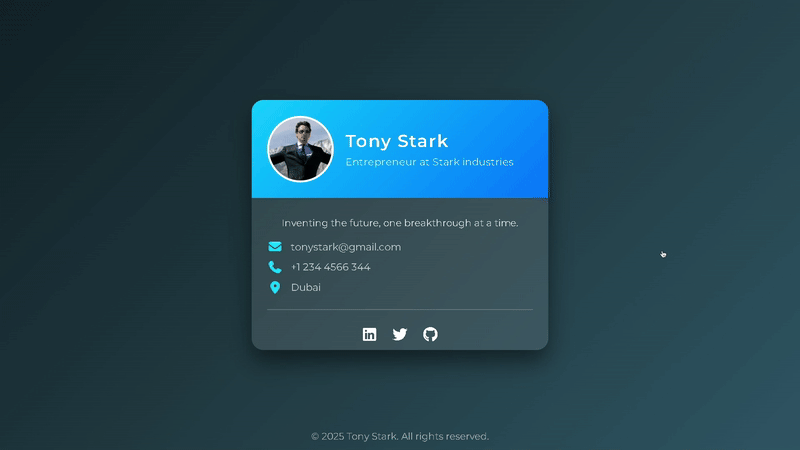 Tony Stark
Entrepreneur at Stark industries
Inventing the future, one breakthrough at a time.
tonystark@gmail.com
+1 234 4566 344
Dubai
in
© 2025 Tony Stark. All rights reserved.